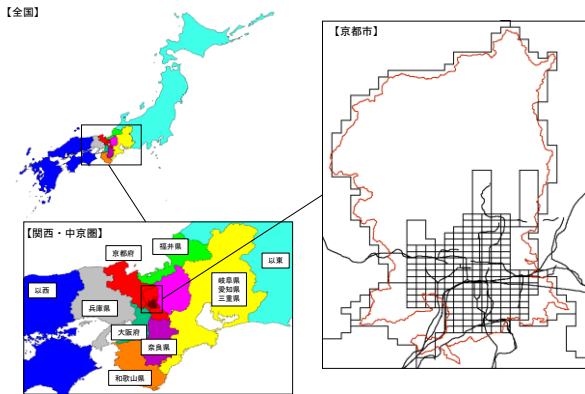 【全国】
【京都市】
【関西・中京圏】
京都府
福井県
以東
以西
岐阜県
愛知県
三重県
兵庫県
大阪府
奈良県
和歌山県